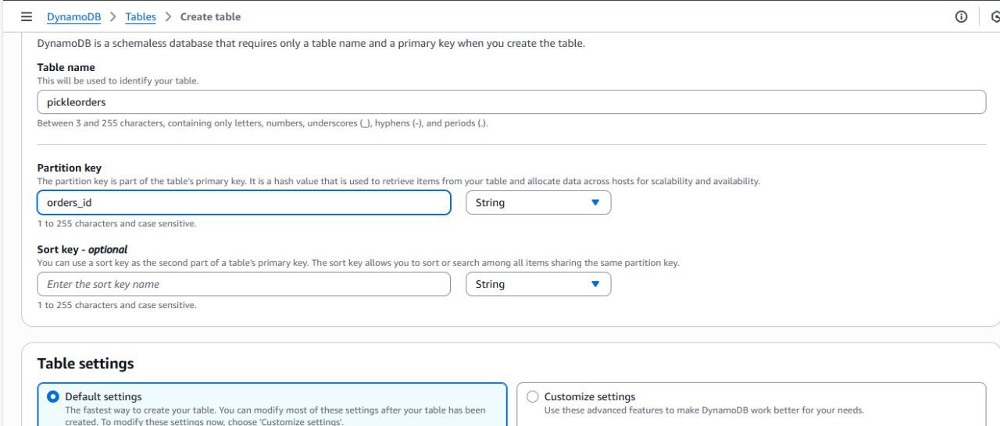 DynamoDB > Tables > Create table
DynamoDB is a schemaless database that requires only a table name and a primary key when you create the table.
Table name
This will be used to identify your table.
pickleorders
Between 3 and 255 characters, containing only letters, numbers, underscores (_), hyphens (-), and periods (.).
Partition key
The partition key is part of the table's primary key. It is a hash value that is used to retrieve items from your table and allocate data across hosts for scalability and availability.
orders_id String
1 to 255 characters and case sensitive.
Sort key - optional
You can use a sort key as the second part of a table's primary key. The sort key allows you to sort or search among all items sharing the same partition key.
Enter the sort key name String
1 to 255 characters and case sensitive.
Table settings
Default settings
The fastest way to create your table. You can modify most of these settings after your table has been
created. To modify these settings now, choose 'Customize settings'.
Customize settings
Use these advanced features to make DynamoDB work better for your needs.